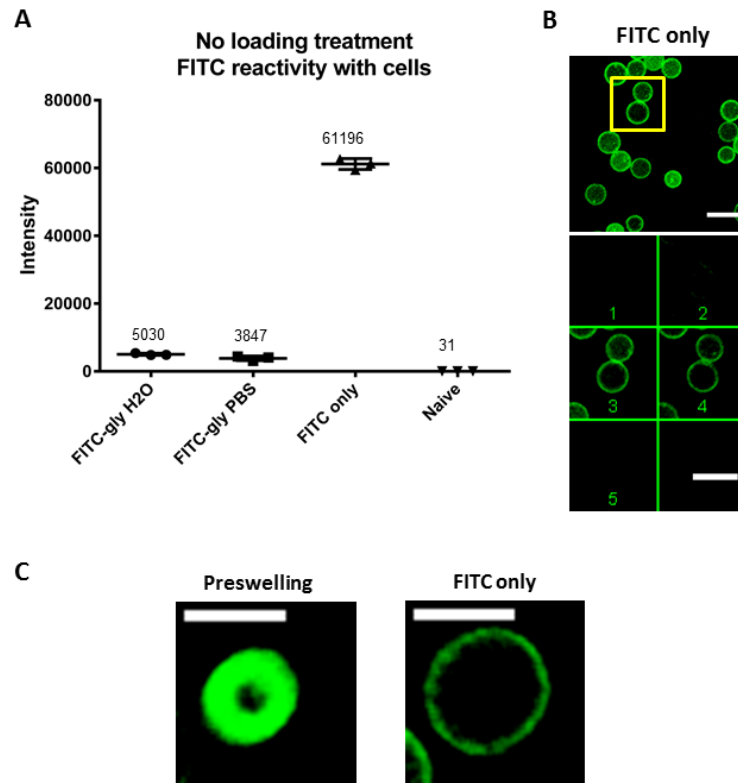 A
No loading treatment
FITC reactivity with cells
80000
60000
40000
20000
0
Intensity
61196
5030
3847
31
FITC-gly H2O
FITC-gly PBS
FITC only
Naive
B
FITC only
1
2
3
4
5
C
Preswelling
FITC only